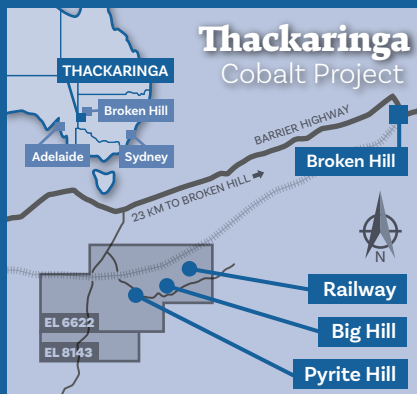 Thackaringa
Cobalt Project
THACKARINGA
Broken Hill
Adelaide
Sydney
BARRIER HIGHWAY
Broken Hill
23 KM TO BROKEN HILL
N
Railway
EL 6622
Big Hill
EL 8143
Pyrite Hill